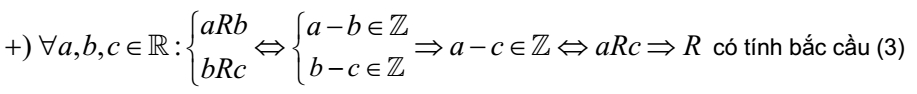 +) ∀a,b,c ∈ ℝ : { aRb ; bRc ⇔ { a − b ∈ ℤ ; b − c ∈ ℤ ⇒ a − c ∈ ℤ ⇔ aRc ⇒ R có tính bắc cầu (3)